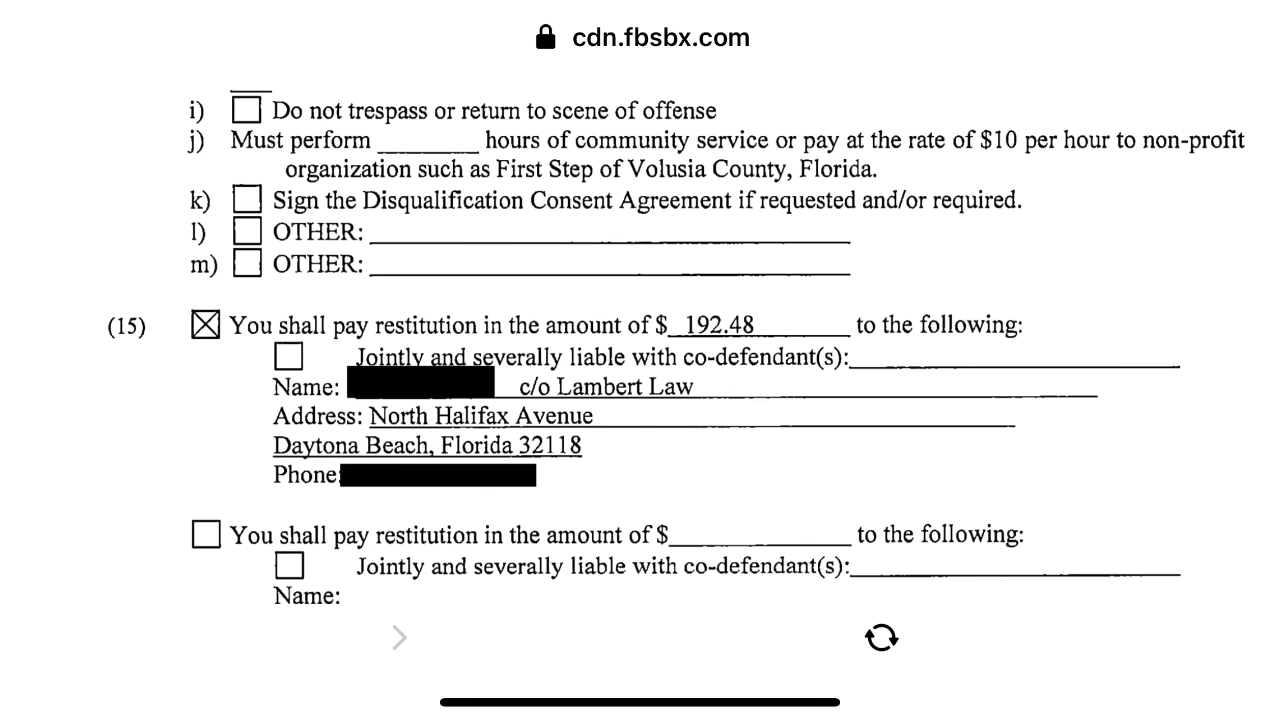 cdn.fbsbx.com
i) Do not trespass or return to scene of offense
j) Must perform ________ hours of community service or pay at the rate of $10 per hour to non-profit
organization such as First Step of Volusia County, Florida.
k) Sign the Disqualification Consent Agreement if requested and/or required.
l) OTHER:
m) OTHER:
(15) You shall pay restitution in the amount of $ 192.48 to the following:
Jointly and severally liable with co-defendant(s):
Name: c/o Lambert Law
Address: North Halifax Avenue
Daytona Beach, Florida 32118
Phone:
You shall pay restitution in the amount of $________ to the following:
Jointly and severally liable with co-defendant(s):
Name: